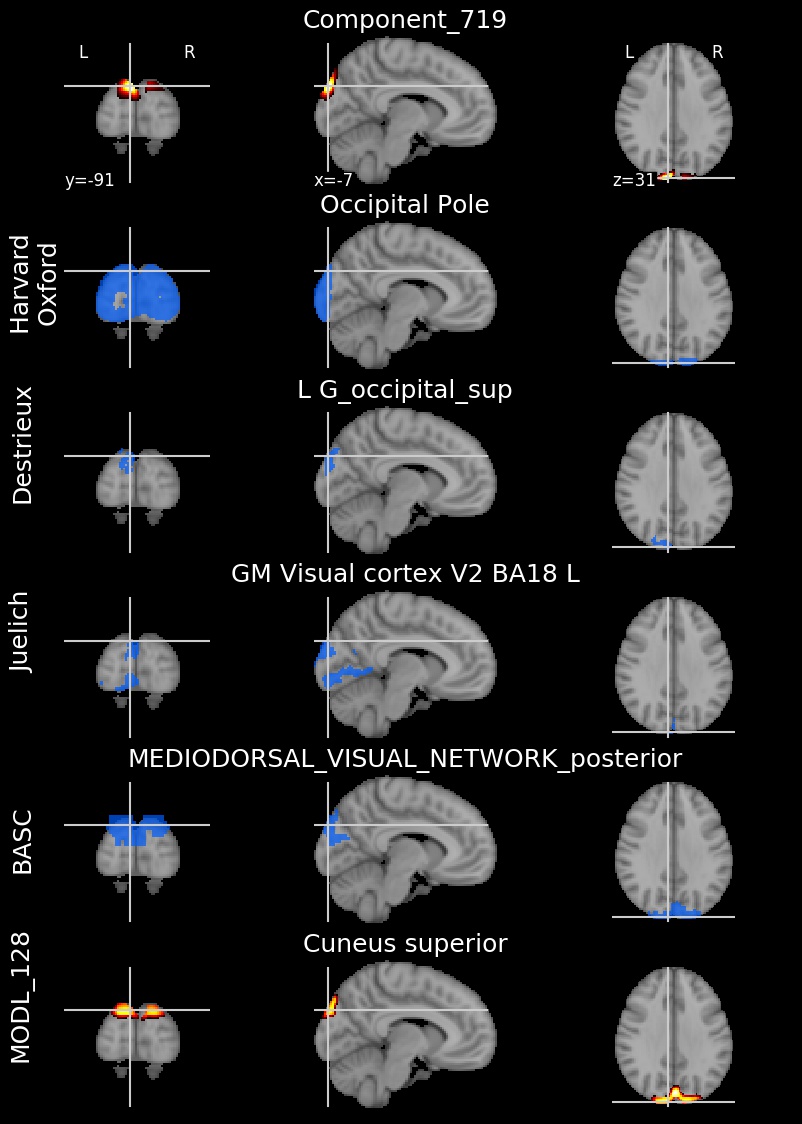 Component_719
L R L R
y=-91 x=-7 z=31
Occipital Pole
Harvard
Oxford
L G_occipital_sup
Destrieux
GM Visual cortex V2 BA18 L
Juelich
MEDIODORSAL_VISUAL_NETWORK_posterior
BASC
Cuneus superior
MODL_128